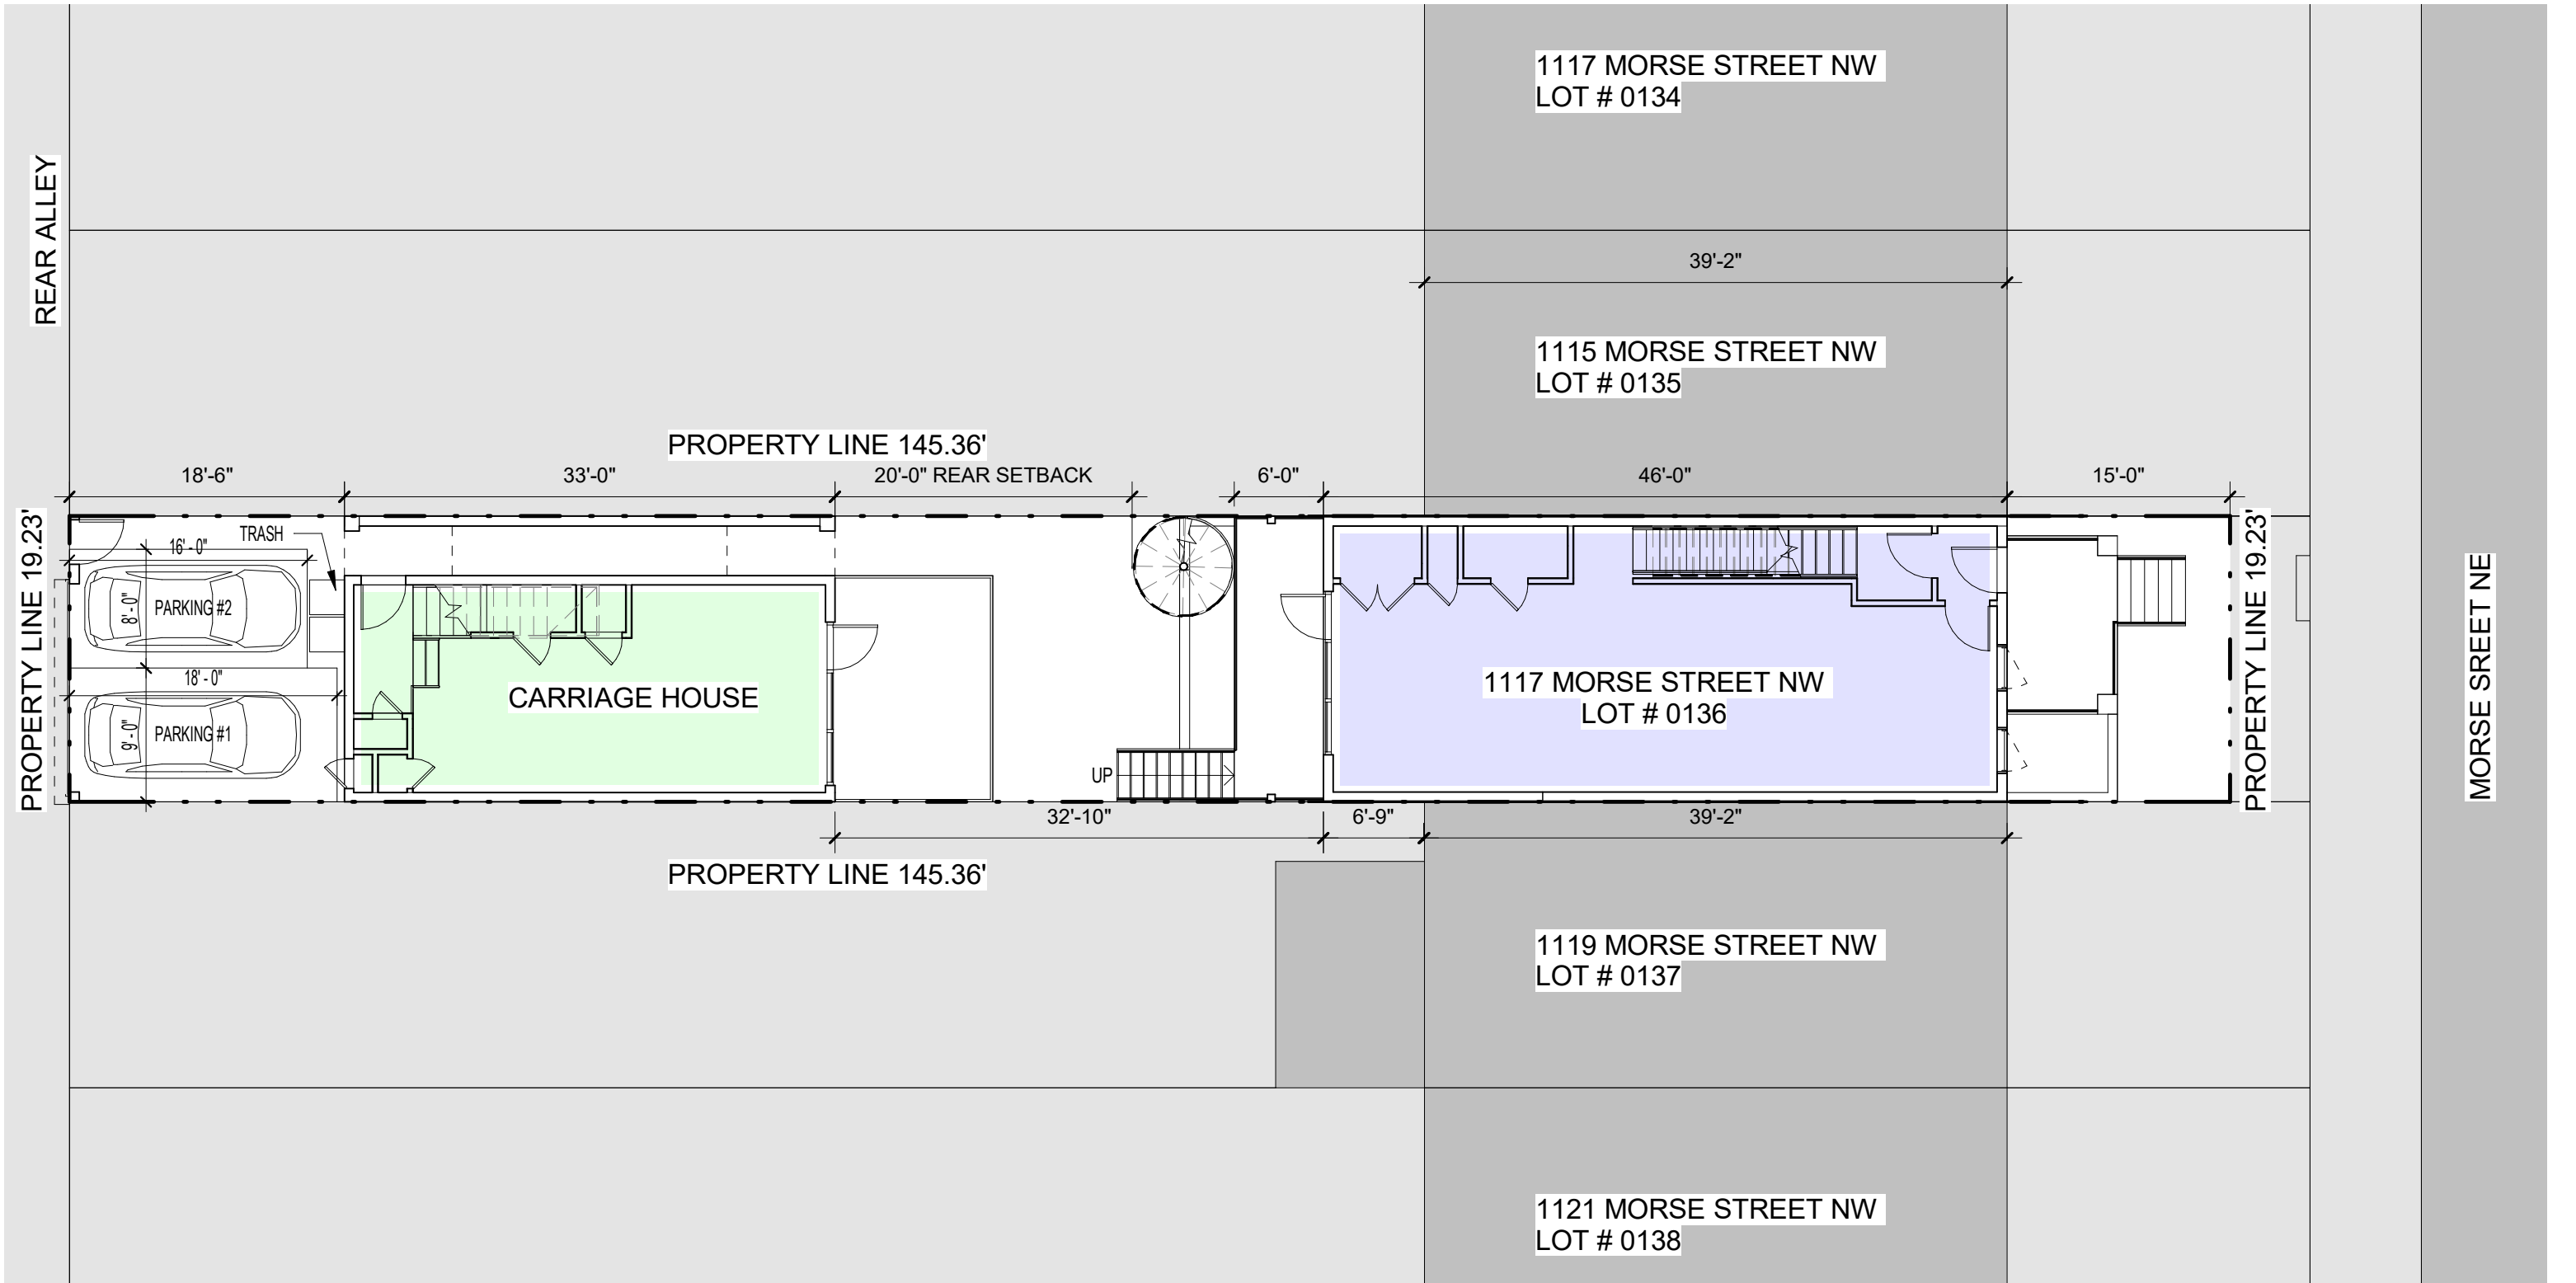 1117 MORSE STREET NW
LOT # 0134
REAR ALLEY
39'-2"
1115 MORSE STREET NW
LOT # 0135
PROPERTY LINE 145.36'
18'-6"
33'-0"
20'-0" REAR SETBACK
6'-0"
46'-0"
15'-0"
PROPERTY LINE 19.23'
TRASH
16' - 0"
8' - 0"
PARKING #2
18' - 0"
9' - 0"
PARKING #1
CARRIAGE HOUSE
UP
1117 MORSE STREET NW
LOT # 0136
PROPERTY LINE 19.23'
MORSE SREET NE
32'-10"
6'-9"
39'-2"
PROPERTY LINE 145.36'
1119 MORSE STREET NW
LOT # 0137
1121 MORSE STREET NW
LOT # 0138